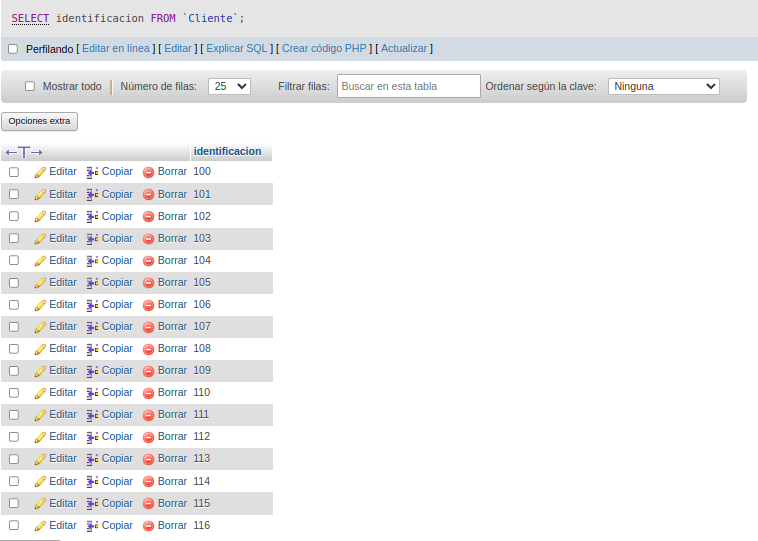 SELECT identificacion FROM `Cliente`;
Perfilando [ Editar en línea ] [ Editar ] [ Explicar SQL ] [ Crear código PHP ] [ Actualizar ]
Mostrar todo Número de filas: 25 Filtrar filas: Buscar en esta tabla Ordenar según la clave: Ninguna
Opciones extra
←T→ identificacion
Editar Copiar Borrar 100
Editar Copiar Borrar 101
Editar Copiar Borrar 102
Editar Copiar Borrar 103
Editar Copiar Borrar 104
Editar Copiar Borrar 105
Editar Copiar Borrar 106
Editar Copiar Borrar 107
Editar Copiar Borrar 108
Editar Copiar Borrar 109
Editar Copiar Borrar 110
Editar Copiar Borrar 111
Editar Copiar Borrar 112
Editar Copiar Borrar 113
Editar Copiar Borrar 114
Editar Copiar Borrar 115
Editar Copiar Borrar 116